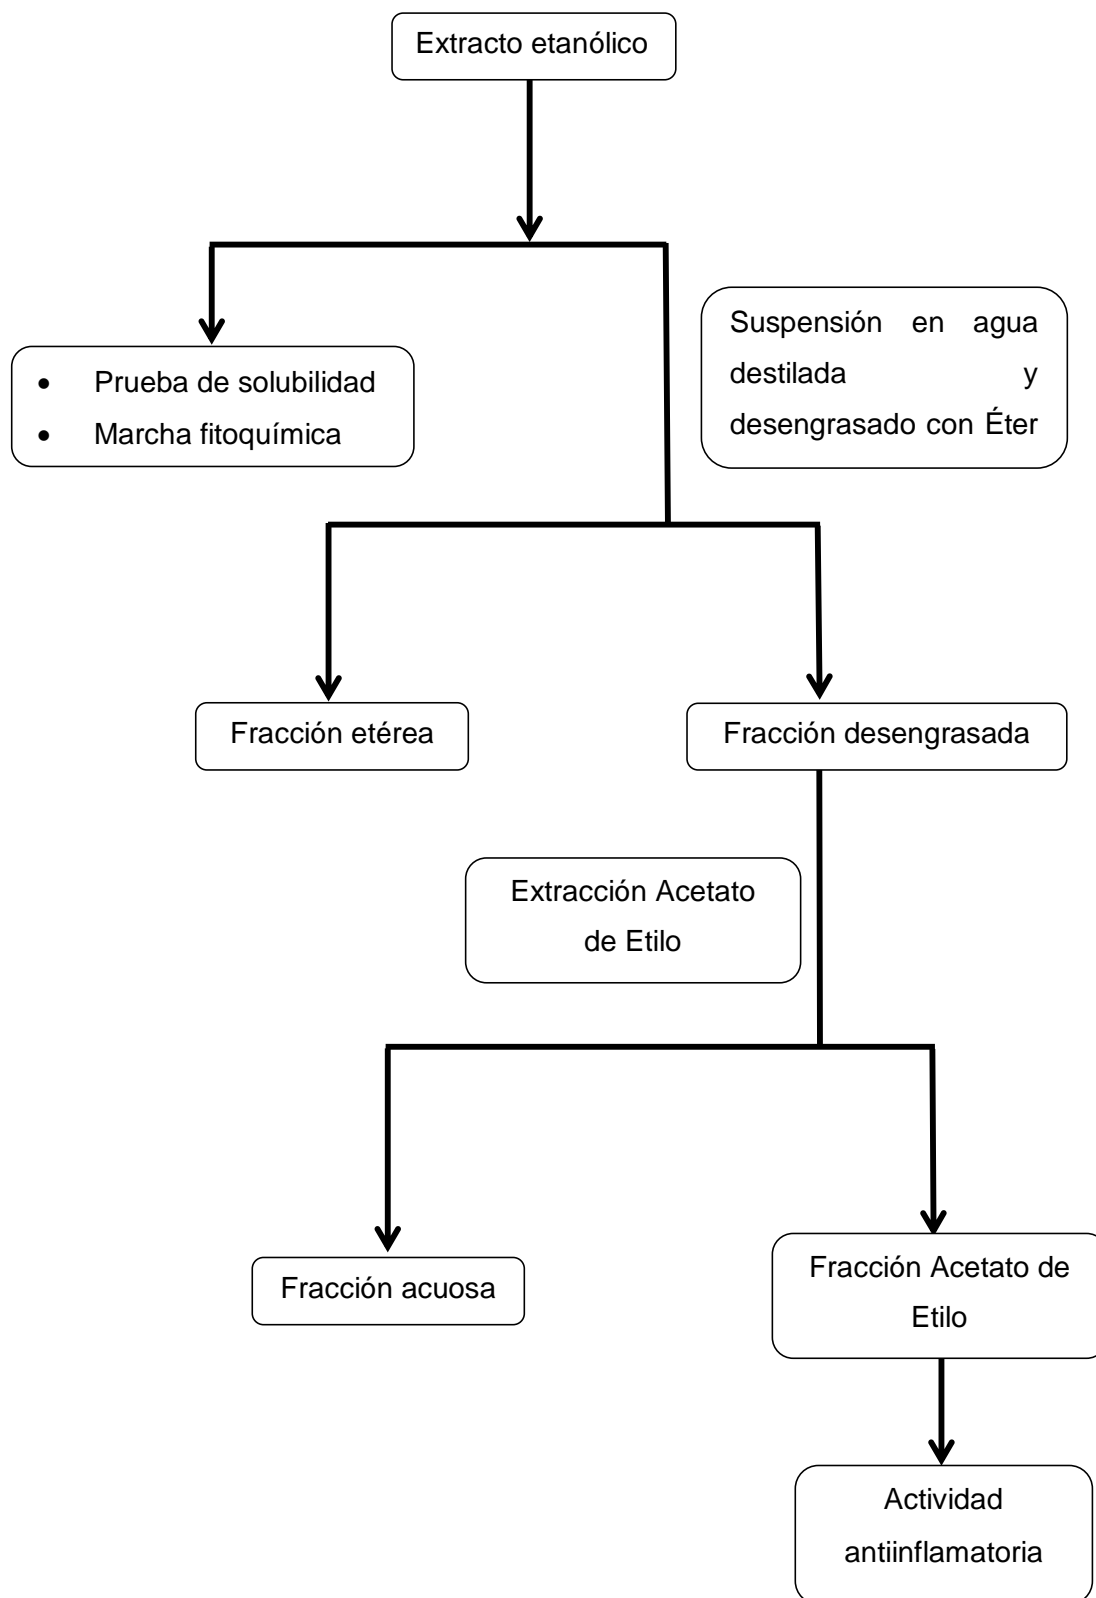 Extracto etanólico
Suspensión en agua
destilada y
desengrasado con Éter
• Prueba de solubilidad
• Marcha fitoquímica
Fracción etérea
Fracción desengrasada
Extracción Acetato
de Etilo
Fracción acuosa
Fracción Acetato de
Etilo
Actividad
antiinflamatoria